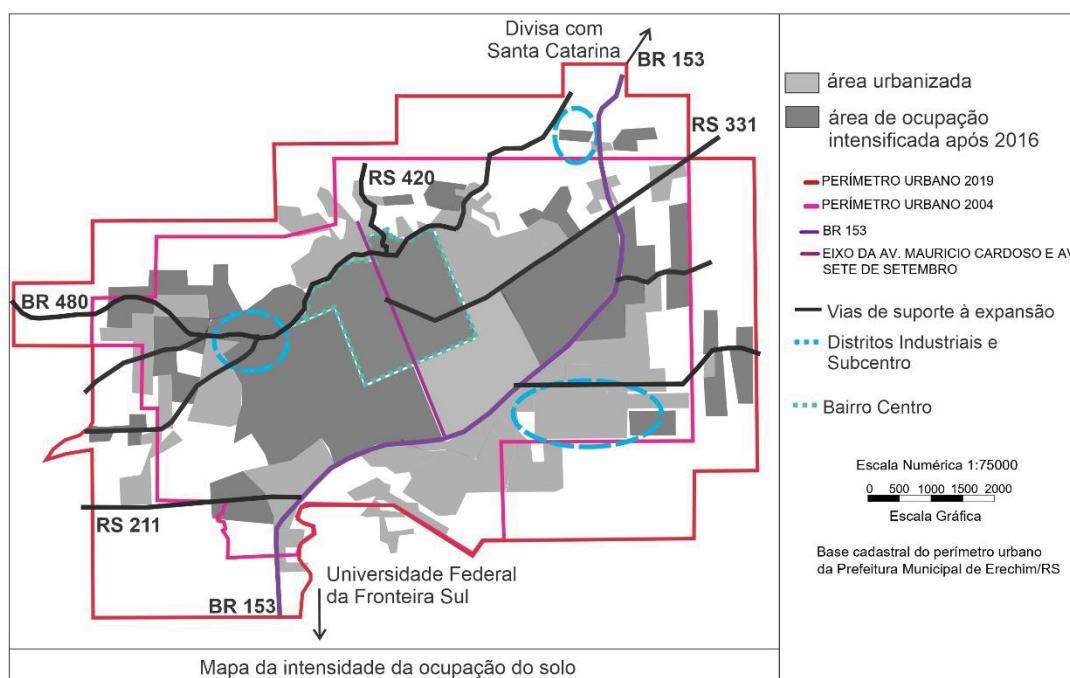 Divisa com
Santa Catarina
BR 153
RS 331
RS 420
BR 480
RS 211
BR 153
Universidade Federal
da Fronteira Sul
Mapa da intensidade da ocupação do solo
área urbanizada
área de ocupação
intensificada após 2016
PERÍMETRO URBANO 2019
PERÍMETRO URBANO 2004
BR 153
EIXO DA AV. MAURICIO CARDOSO E AV
SETE DE SETEMBRO
Vias de suporte à expansão
Distritos Industriais e
Subcentro
Bairro Centro
Escala Numérica 1:75000
0 500 1000 1500 2000
Escala Gráfica
Base cadastral do perímetro urbano
da Prefeitura Municipal de Erechim/RS